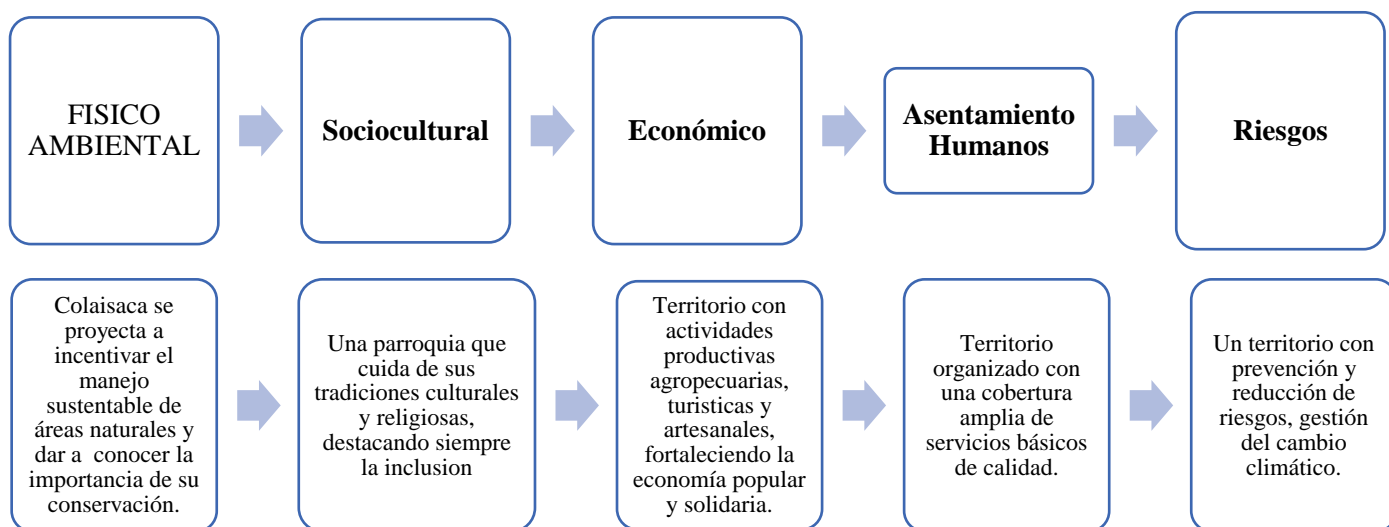 FISICO
AMBIENTAL
Sociocultural
Económico
Asentamiento
Humanos
Riesgos
Colaisaca se
proyecta a
incentivar el
manejo
sustentable de
áreas naturales y
dar a conocer la
importancia de su
conservación.
Una parroquia que
cuida de sus
tradiciones culturales
y religiosas,
destacando siempre
la inclusion
Territorio con
actividades
productivas
agropecuarias,
turisticas y
artesanales,
fortaleciendo la
economía popular
y solidaria.
Territorio
organizado con
una cobertura
amplia de
servicios básicos
de calidad.
Un territorio con
prevención y
reducción de
riesgos, gestión
del cambio
climático.